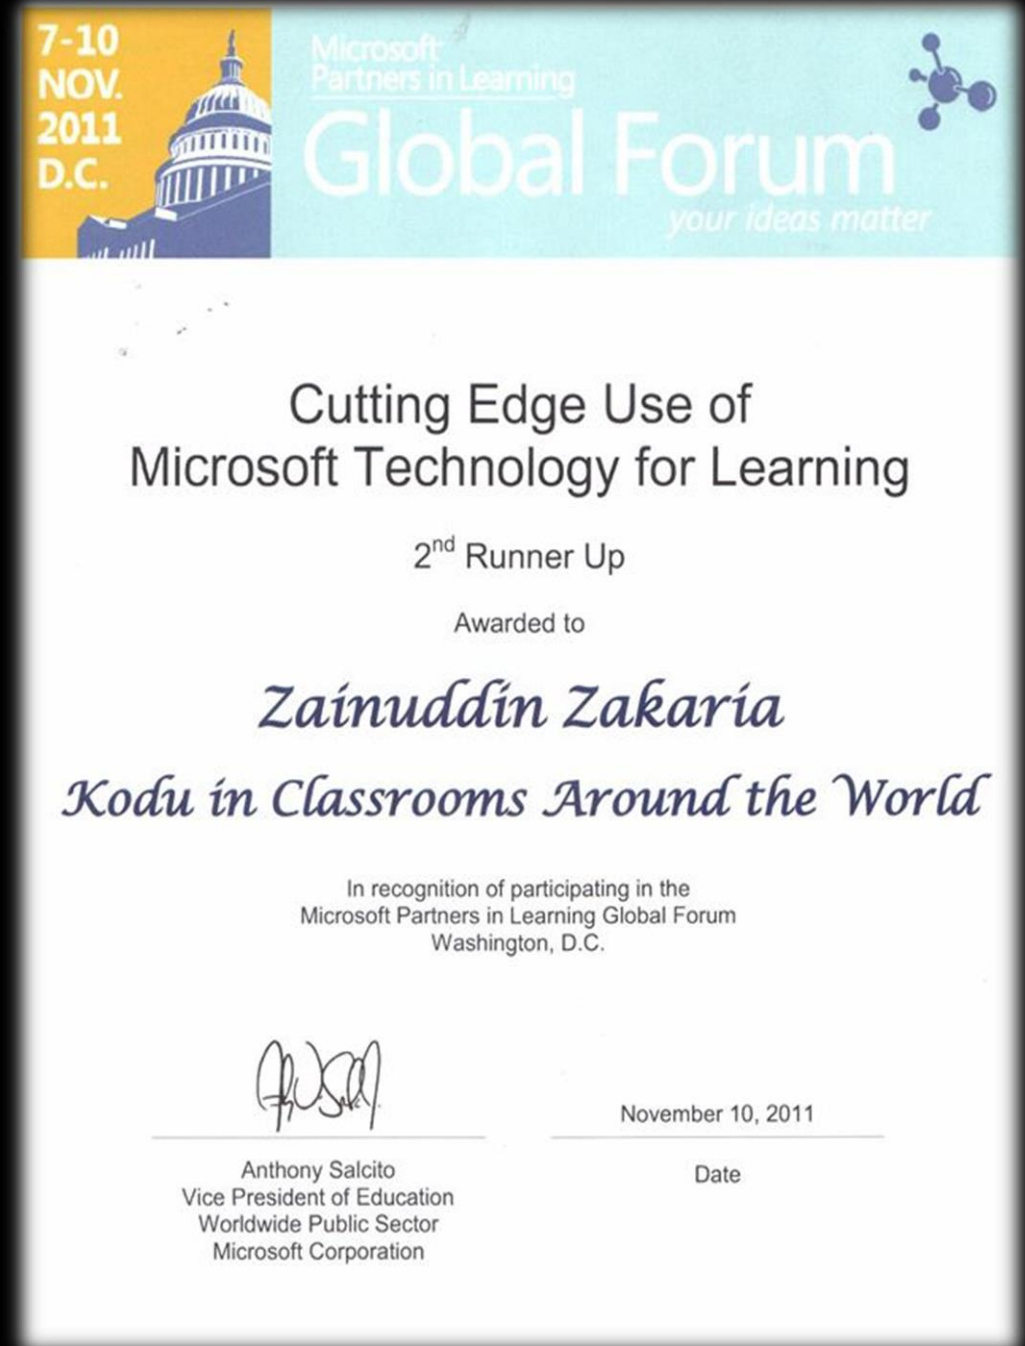 7-10
NOV.
2011
D.C.
Microsoft
Partners in Learning
Global Forum
your ideas matter
Cutting Edge Use of
Microsoft Technology for Learning
2nd Runner Up
Awarded to
Zainuddin Zakaria
Kodu in Classrooms Around the World
In recognition of participating in the
Microsoft Partners in Learning Global Forum
Washington, D.C.
November 10, 2011
Anthony Salcito
Vice President of Education
Worldwide Public Sector
Microsoft Corporation
Date